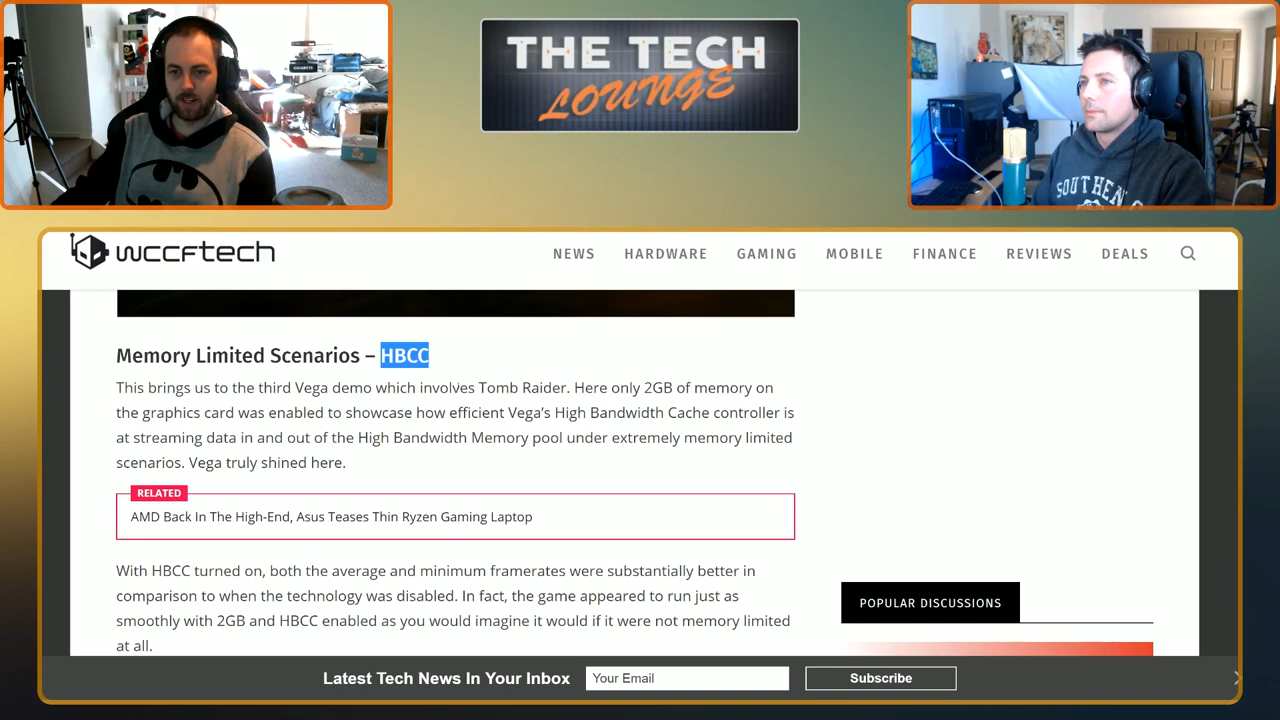 THE TECH
LOUNGE
SOUTHERN
wccftech
NEWS HARDWARE GAMING MOBILE FINANCE REVIEWS DEALS
Memory Limited Scenarios – HBCC
This brings us to the third Vega demo which involves Tomb Raider. Here only 2GB of memory on
the graphics card was enabled to showcase how efficient Vega's High Bandwidth Cache controller is
at streaming data in and out of the High Bandwidth Memory pool under extremely memory limited
scenarios. Vega truly shined here.
RELATED
AMD Back In The High-End, Asus Teases Thin Ryzen Gaming Laptop
With HBCC turned on, both the average and minimum framerates were substantially better in
comparison to when the technology was disabled. In fact, the game appeared to run just as
smoothly with 2GB and HBCC enabled as you would imagine it would if it were not memory limited
at all.
POPULAR DISCUSSIONS
Latest Tech News In Your Inbox Your Email Subscribe